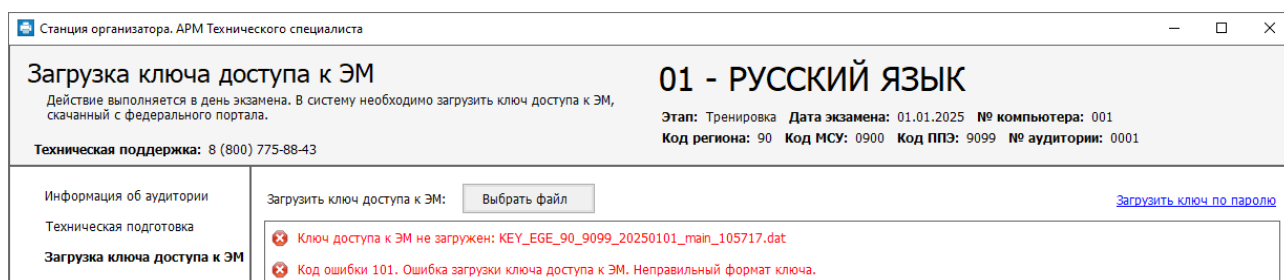 Станция организатора. АРМ Технического специалиста
Загрузка ключа доступа к ЭМ
Действие выполняется в день экзамена. В систему необходимо загрузить ключ доступа к ЭМ,
скачанный с федерального портала.
Техническая поддержка: 8 (800) 775-88-43
01 - РУССКИЙ ЯЗЫК
Этап: Тренировка Дата экзамена: 01.01.2025 № компьютера: 001
Код региона: 90 Код МСУ: 0900 Код ППЭ: 9099 № аудитории: 0001
Информация об аудитории
Техническая подготовка
Загрузка ключа доступа к ЭМ
Загрузить ключ доступа к ЭМ: Выбрать файл Загрузить ключ по паролю
Ключ доступа к ЭМ не загружен: KEY_EGE_90_9099_20250101_main_105717.dat
Код ошибки 101. Ошибка загрузки ключа доступа к ЭМ. Неправильный формат ключа.